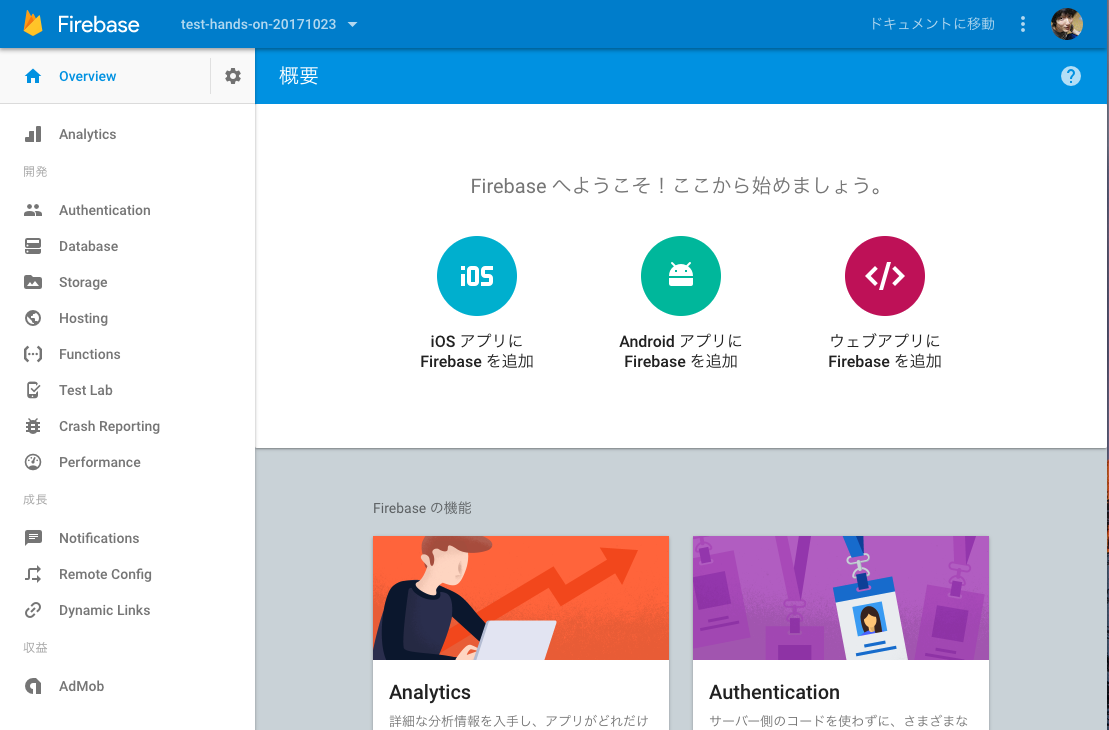 Firebase
test-hands-on-20171023
ドキュメントに移動
Overview
概要
Analytics
開発
Authentication
Database
Storage
Hosting
Functions
Test Lab
Crash Reporting
Performance
成長
Notifications
Remote Config
Dynamic Links
収益
AdMob
Firebase へようこそ！ここから始めましょう。
iOS
iOS アプリに
Firebase を追加
Android アプリに
Firebase を追加
ウェブアプリに
Firebase を追加
Firebase の機能
Analytics
詳細な分析情報を入手し、アプリがどれだけ
Authentication
サーバー側のコードを使わずに、さまざまな